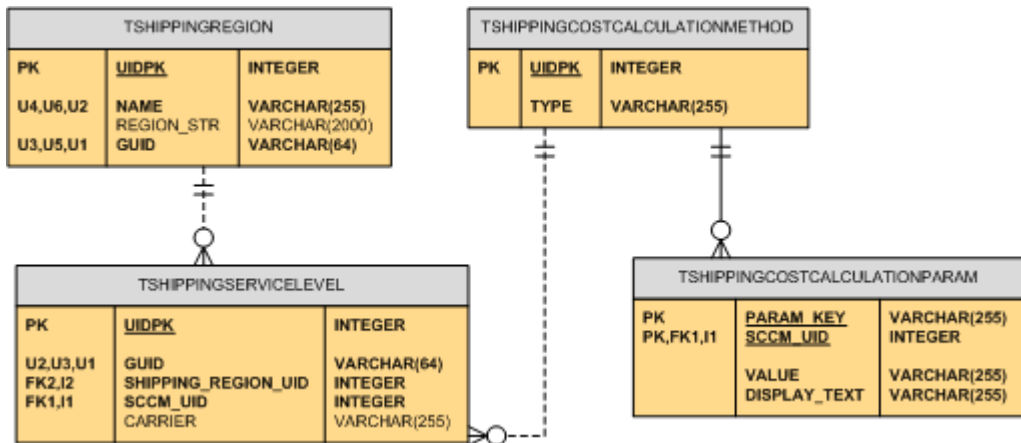 TSHIPPINGREGION
PK UIDPK INTEGER
U4,U6,U2 NAME VARCHAR(255)
REGION_STR VARCHAR(2000)
U3,U5,U1 GUID VARCHAR(64)
TSHIPPINGCOSTCALCULATIONMETHOD
PK UIDPK INTEGER
TYPE VARCHAR(255)
TSHIPPINGSERVICELEVEL
PK UIDPK INTEGER
U2,U3,U1 GUID VARCHAR(64)
FK2,I2 SHIPPING_REGION_UID INTEGER
FK1,I1 SCCM_UID INTEGER
CARRIER VARCHAR(255)
TSHIPPINGCOSTCALCULATIONPARAM
PK PARAM_KEY VARCHAR(255)
PK,FK1,I1 SCCM_UID INTEGER
VALUE VARCHAR(255)
DISPLAY_TEXT VARCHAR(255)